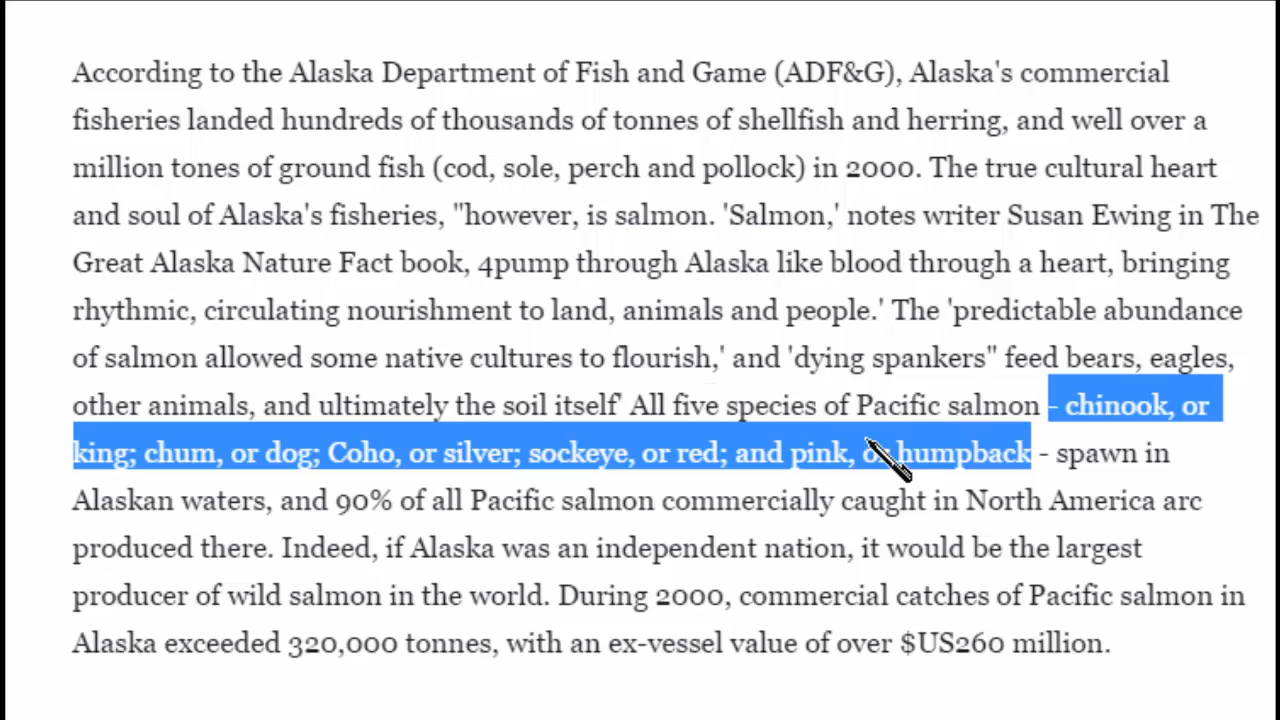 According to the Alaska Department of Fish and Game (ADF&G), Alaska's commercial
fisheries landed hundreds of thousands of tonnes of shellfish and herring, and well over a
million tones of ground fish (cod, sole, perch and pollock) in 2000. The true cultural heart
and soul of Alaska's fisheries, "however, is salmon. 'Salmon,' notes writer Susan Ewing in The
Great Alaska Nature Fact book, 4pump through Alaska like blood through a heart, bringing
rhythmic, circulating nourishment to land, animals and people.' The 'predictable abundance
of salmon allowed some native cultures to flourish,' and 'dying spankers" feed bears, eagles,
other animals, and ultimately the soil itself' All five species of Pacific salmon - chinook, or
king; chum, or dog; Coho, or silver; sockeye, or red; and pink, or humpback - spawn in
Alaskan waters, and 90% of all Pacific salmon commercially caught in North America arc
produced there. Indeed, if Alaska was an independent nation, it would be the largest
producer of wild salmon in the world. During 2000, commercial catches of Pacific salmon in
Alaska exceeded 320,000 tonnes, with an ex-vessel value of over $US260 million.